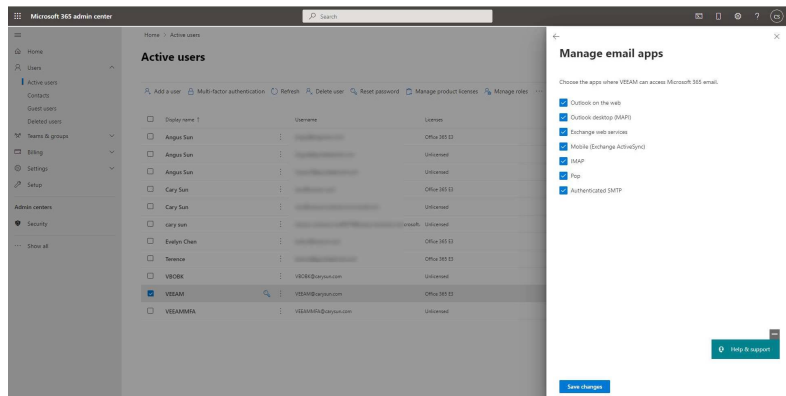 Microsoft 365 admin center
Search
CS
Home
Users
Active users
Contacts
Guest users
Deleted users
Teams & groups
Billing
Settings
Setup
Admin centers
Security
Show all
Home > Active users
Active users
Add a user Multi-factor authentication Refresh Delete user Reset password Manage product licenses Manage roles
Display name ↑ Username Licenses
Angus Sun Office 365 E3
Angus Sun Unlicensed
Angus Sun Unlicensed
Cary Sun Office 365 E3
Cary Sun Unlicensed
cary sun Unlicensed
Evelyn Chen Office 365 E3
Terence Office 365 E3
VBOBK VBOBK@carysun.com Unlicensed
VEEAM VEEAM@carysun.com Office 365 E3
VEEAMMFA VEEAMMFA@carysun.com Unlicensed
Manage email apps
Choose the apps where VEEAM can access Microsoft 365 email.
Outlook on the web
Outlook desktop (MAPI)
Exchange web services
Mobile (Exchange ActiveSync)
IMAP
Pop
Authenticated SMTP
Help & support
Save changes